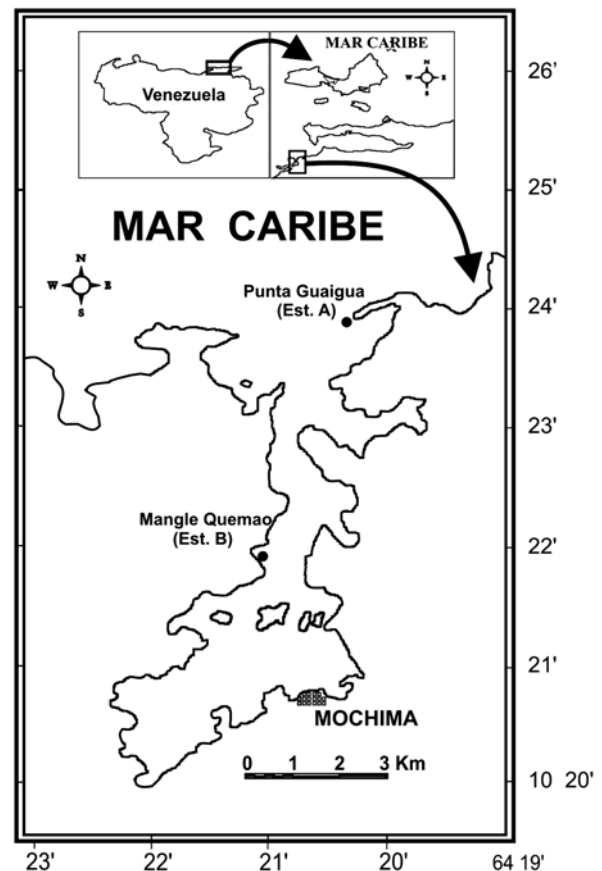 MAR CARIBE
N
W E
S
Venezuela
26'
25'
MAR CARIBE
N
W E
S
Punta Guaigua
(Est. A)
24'
23'
Mangle Quemao
(Est. B)
22'
21'
MOCHIMA
0 1 2 3 Km
10 20'
23' 22' 21' 20' 64 19'